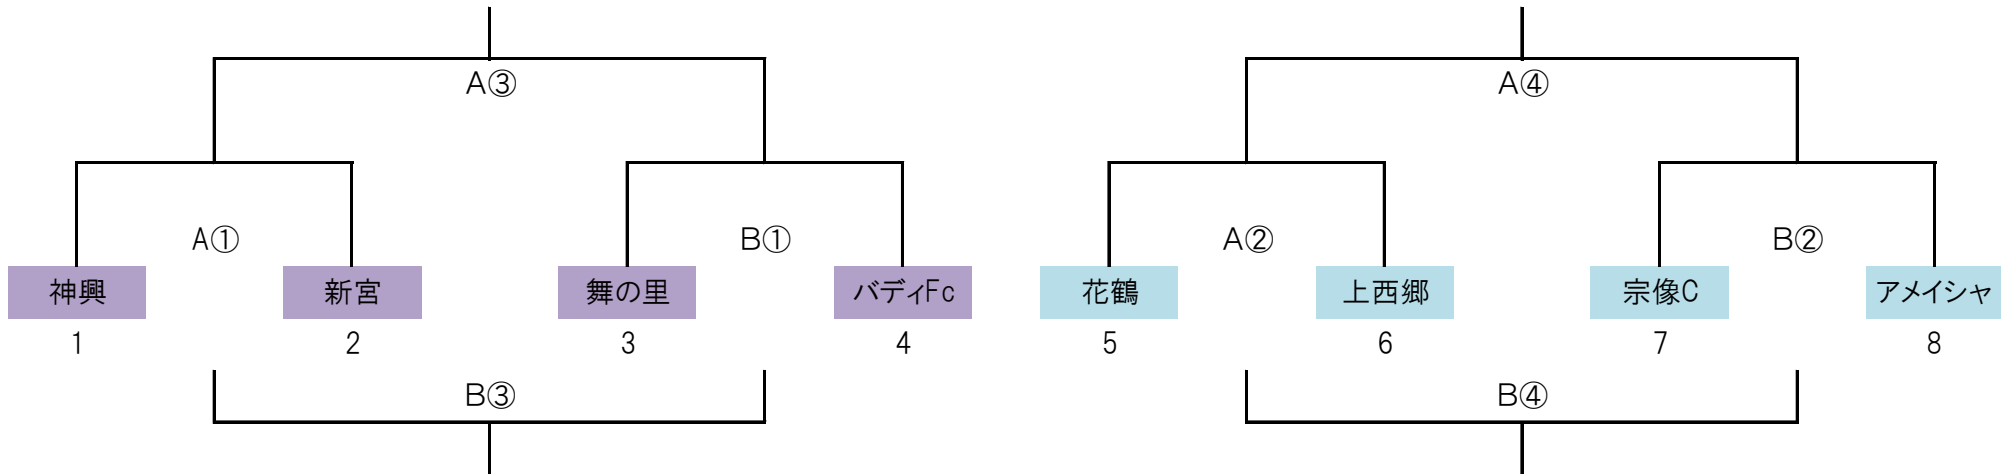 A③ A④
A① B① A② B②
神興 新宮 舞の里 バディFc 花鶴 上西郷 宗像C アメイシャ
1 2 3 4 5 6 7 8
B③ B④